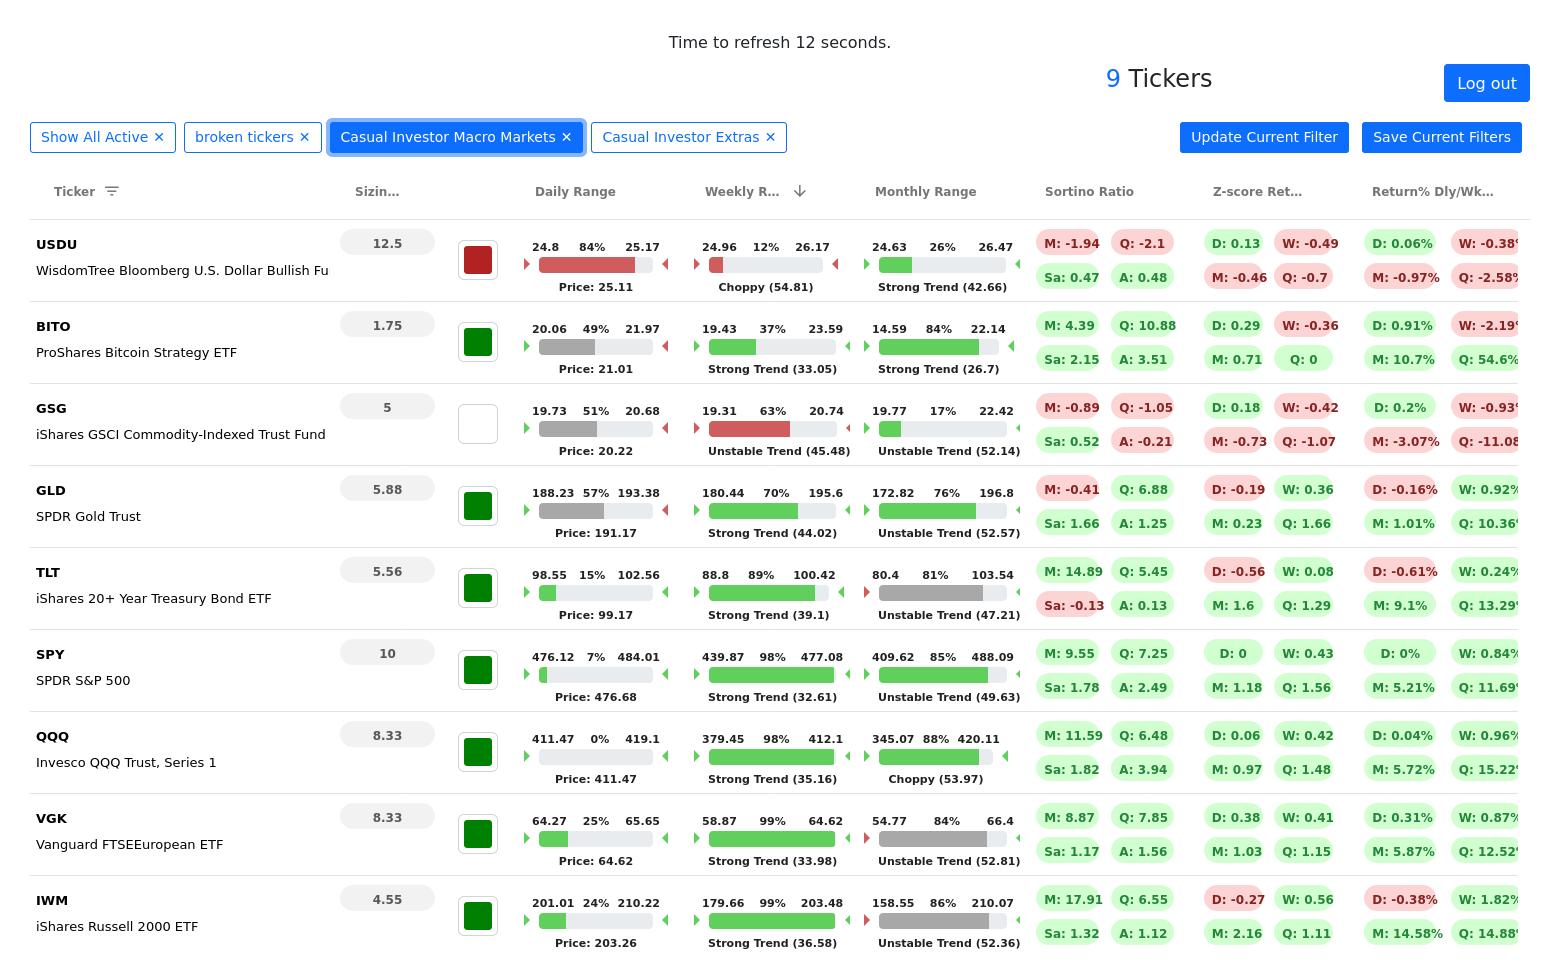 Time to refresh 12 seconds.
9 Tickers
Log out
Show All Active ✕ broken tickers ✕ Casual Investor Macro Markets ✕ Casual Investor Extras ✕ Update Current Filter Save Current Filters
Ticker Sizin... Daily Range Weekly R... Monthly Range Sortino Ratio Z-score Ret... Return% Dly/Wk...
USDU 12.5 24.8 84% 25.17 24.96 12% 26.17 24.63 26% 26.47 M: -1.94 Q: -2.1 D: 0.13 W: -0.49 D: 0.06% W: -0.38%
WisdomTree Bloomberg U.S. Dollar Bullish Fu Price: 25.11 Choppy (54.81) Strong Trend (42.66) Sa: 0.47 A: 0.48 M: -0.46 Q: -0.7 M: -0.97% Q: -2.58%
BITO 1.75 20.06 49% 21.97 19.43 37% 23.59 14.59 84% 22.14 M: 4.39 Q: 10.88 D: 0.29 W: -0.36 D: 0.91% W: -2.19%
ProShares Bitcoin Strategy ETF Price: 21.01 Strong Trend (33.05) Strong Trend (26.7) Sa: 2.15 A: 3.51 M: 0.71 Q: 0 M: 10.7% Q: 54.6%
GSG 5 19.73 51% 20.68 19.31 63% 20.74 19.77 17% 22.42 M: -0.89 Q: -1.05 D: 0.18 W: -0.42 D: 0.2% W: -0.93%
iShares GSCI Commodity-Indexed Trust Fund Price: 20.22 Unstable Trend (45.48) Unstable Trend (52.14) Sa: 0.52 A: -0.21 M: -0.73 Q: -1.07 M: -3.07% Q: -11.08
GLD 5.88 188.23 57% 193.38 180.44 70% 195.6 172.82 76% 196.8 M: -0.41 Q: 6.88 D: -0.19 W: 0.36 D: -0.16% W: 0.92%
SPDR Gold Trust Price: 191.17 Strong Trend (44.02) Unstable Trend (52.57) Sa: 1.66 A: 1.25 M: 0.23 Q: 1.66 M: 1.01% Q: 10.36%
TLT 5.56 98.55 15% 102.56 88.8 89% 100.42 80.4 81% 103.54 M: 14.89 Q: 5.45 D: -0.56 W: 0.08 D: -0.61% W: 0.24%
iShares 20+ Year Treasury Bond ETF Price: 99.17 Strong Trend (39.1) Unstable Trend (47.21) Sa: -0.13 A: 0.13 M: 1.6 Q: 1.29 M: 9.1% Q: 13.29%
SPY 10 476.12 7% 484.01 439.87 98% 477.08 409.62 85% 488.09 M: 9.55 Q: 7.25 D: 0 W: 0.43 D: 0% W: 0.84%
SPDR S&P 500 Price: 476.68 Strong Trend (32.61) Unstable Trend (49.63) Sa: 1.78 A: 2.49 M: 1.18 Q: 1.56 M: 5.21% Q: 11.69%
QQQ 8.33 411.47 0% 419.1 379.45 98% 412.1 345.07 88% 420.11 M: 11.59 Q: 6.48 D: 0.06 W: 0.42 D: 0.04% W: 0.96%
Invesco QQQ Trust, Series 1 Price: 411.47 Strong Trend (35.16) Choppy (53.97) Sa: 1.82 A: 3.94 M: 0.97 Q: 1.48 M: 5.72% Q: 15.22%
VGK 8.33 64.27 25% 65.65 58.87 99% 64.62 54.77 84% 66.4 M: 8.87 Q: 7.85 D: 0.38 W: 0.41 D: 0.31% W: 0.87%
Vanguard FTSEEuropean ETF Price: 64.62 Strong Trend (33.98) Unstable Trend (52.81) Sa: 1.17 A: 1.56 M: 1.03 Q: 1.15 M: 5.87% Q: 12.52%
IWM 4.55 201.01 24% 210.22 179.66 99% 203.48 158.55 86% 210.07 M: 17.91 Q: 6.55 D: -0.27 W: 0.56 D: -0.38% W: 1.82%
iShares Russell 2000 ETF Price: 203.26 Strong Trend (36.58) Unstable Trend (52.36) Sa: 1.32 A: 1.12 M: 2.16 Q: 1.11 M: 14.58% Q: 14.88%